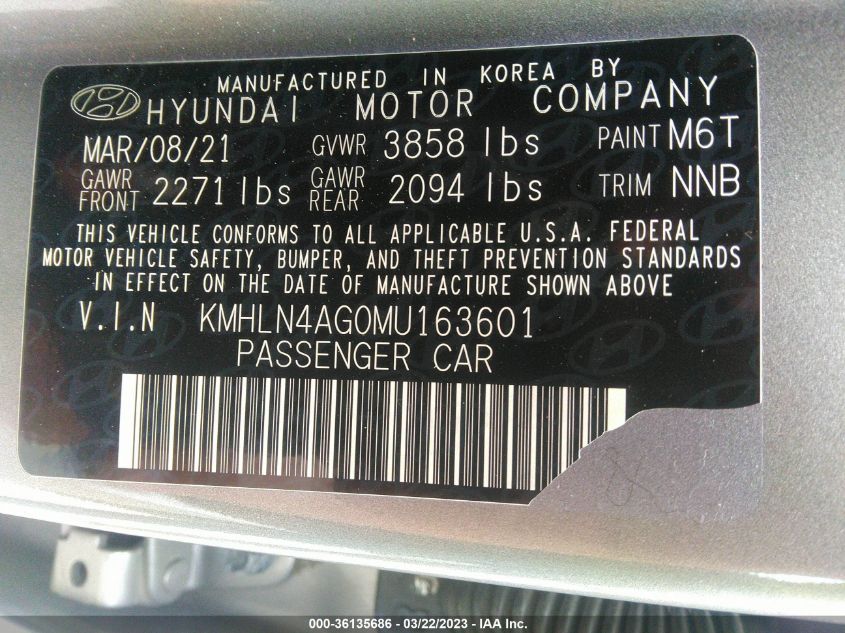 MANUFACTURED IN KOREA BY
HYUNDAI MOTOR COMPANY
MAR/08/21 GVWR 3858 lbs PAINT M6T
GAWR FRONT 2271 lbs GAWR REAR 2094 lbs TRIM NNB
THIS VEHICLE CONFORMS TO ALL APPLICABLE U.S.A. FEDERAL
MOTOR VEHICLE SAFETY, BUMPER, AND THEFT PREVENTION STANDARDS
IN EFFECT ON THE DATE OF MANUFACTURE SHOWN ABOVE
V.I.N KMHLN4AG0MU163601
PASSENGER CAR
000-36135686 - 03/22/2023 - IAA Inc.